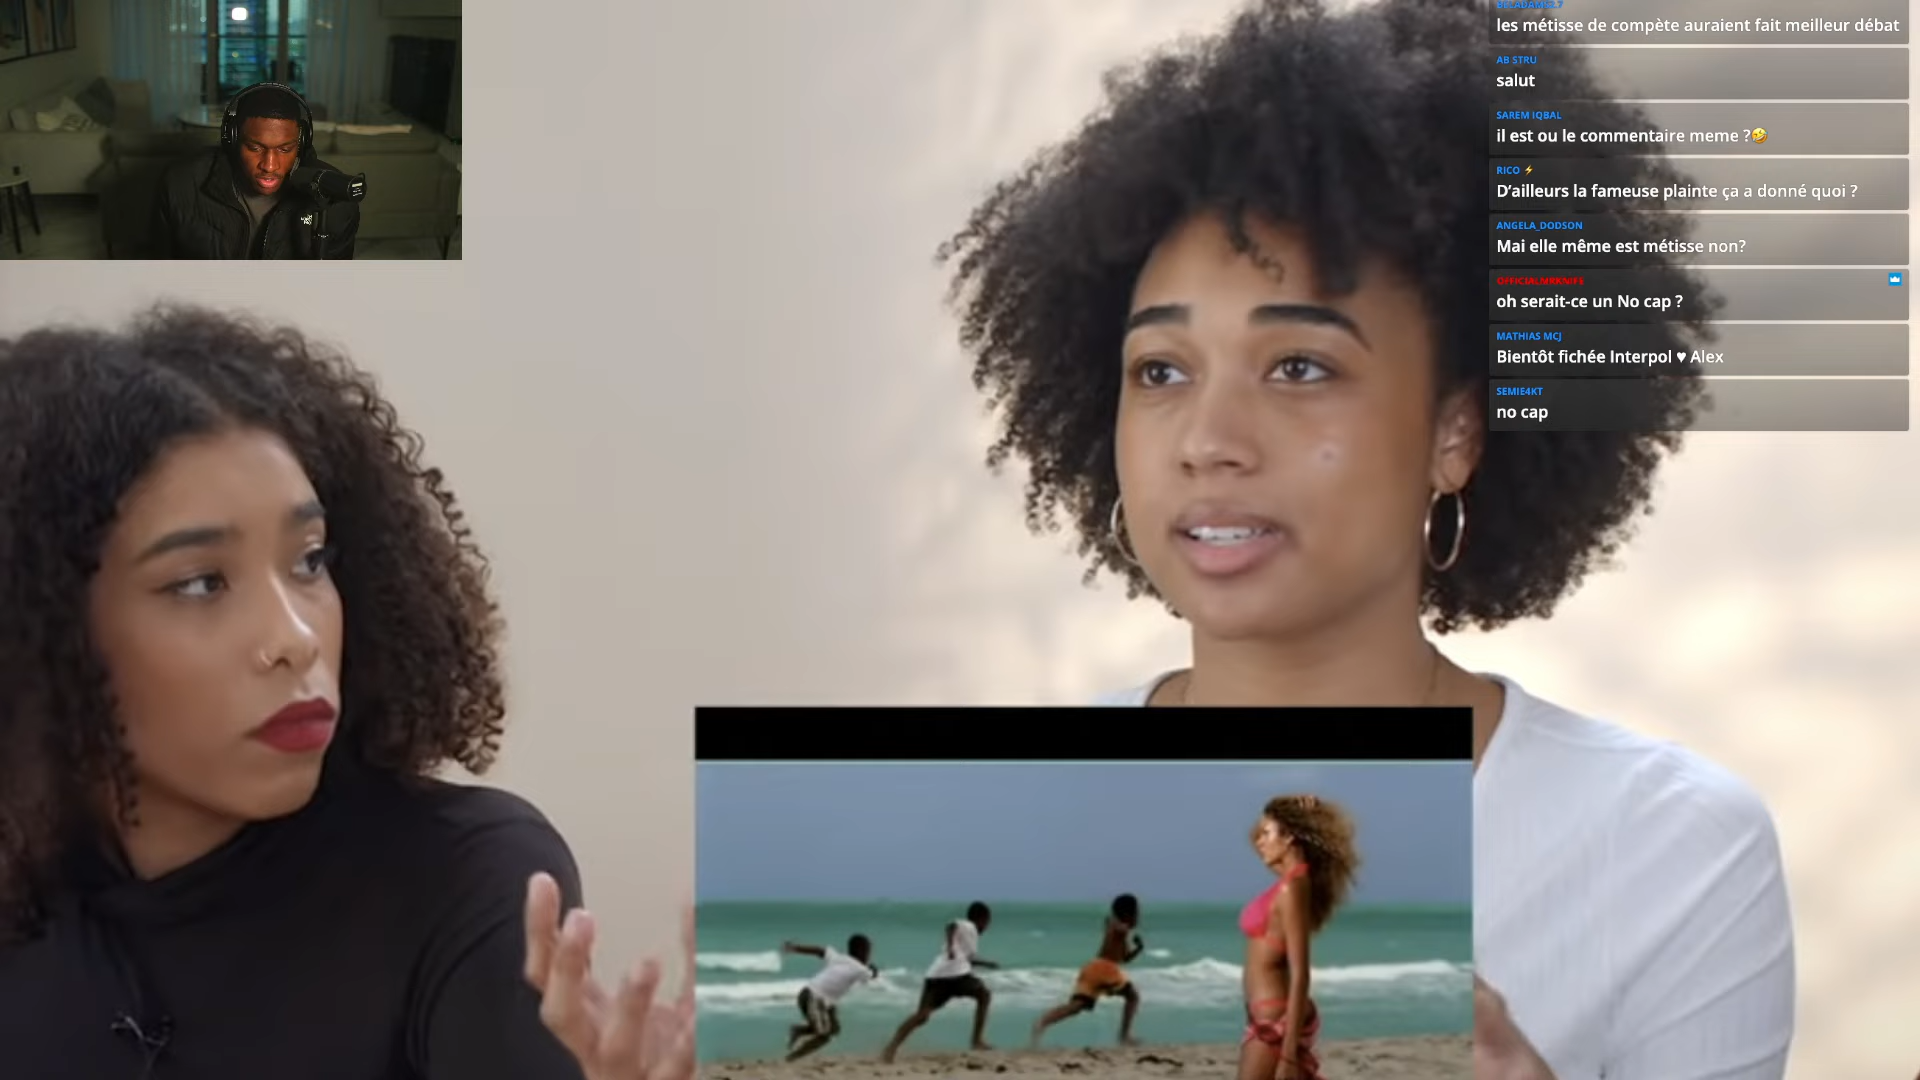 les métisse de compète auraient fait meilleur débat
AB STRU
salut
SAREM IQBAL
il est ou le commentaire meme ?🤣
RICO ⚡
D’ailleurs la fameuse plainte ça a donné quoi ?
ANGELA_DODSON
Mai elle même est métisse non?
OFFICIALMRKNIFE
oh serait-ce un No cap ?
MATHIAS MCJ
Bientôt fichée Interpol ♥ Alex
SEMIE4KT
no cap